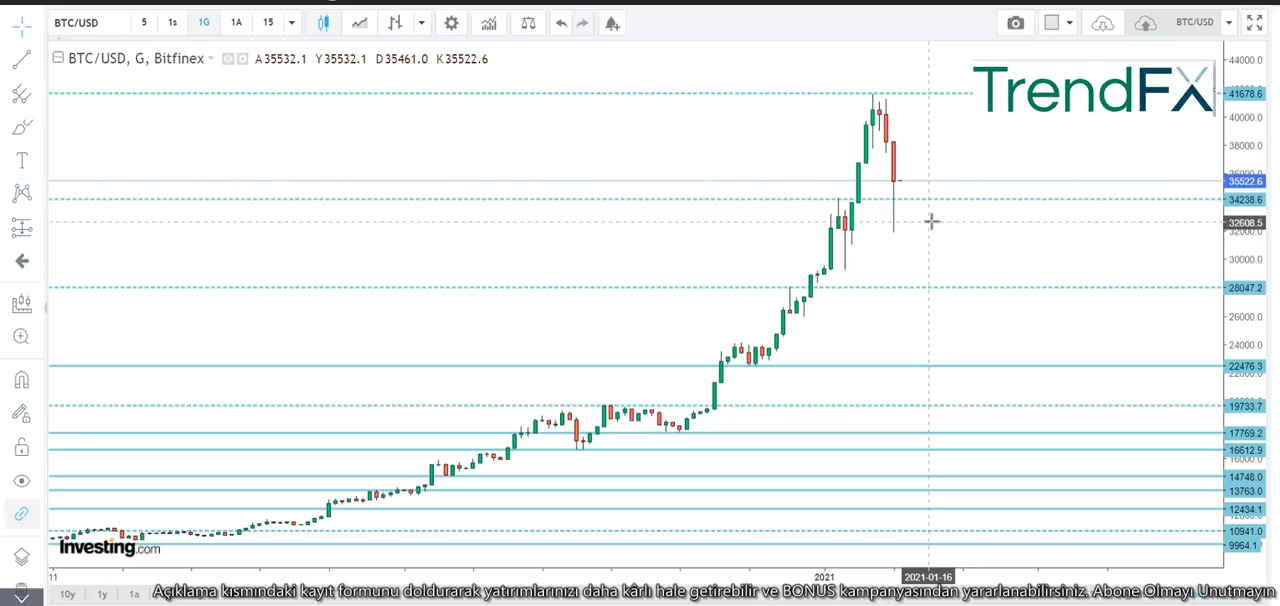 BTC/USD 5 1s 1G 1A 15 BTC/USD
BTC/USD, G, Bitfinex A35532.1 Y35532.1 D35461.0 K35522.6
TrendFX
44000.0
41678.6
40000.0
38000.0
35522.6
34238.6
32608.5
30000.0
28047.2
26000.0
24000.0
22476.3
19733.7
17769.2
16612.9
14748.0
13763.0
12434.1
10941.0
9964.1
Investing.com
11 2021 2021-01-16
10y 1y 1a
Açıklama kısmındaki kayıt formunu doldurarak yatırımlarınızı daha kârlı hale getirebilir ve BONUS kampanyasından yararlanabilirsiniz. Abone Olmayı Unutmayın